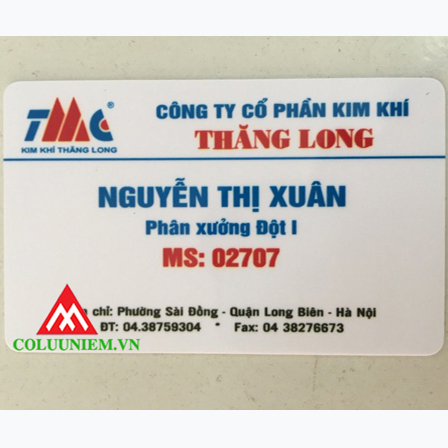 TMC ®
KIM KHÍ THĂNG LONG
CÔNG TY CỔ PHẦN KIM KHÍ
THĂNG LONG
NGUYỄN THỊ XUÂN
Phân xưởng Đột I
MS: 02707
chỉ: Phường Sài Đồng - Quận Long Biên - Hà Nội
ĐT: 04.38759304 * Fax: 04 38276673
COLUUNIEM.VN